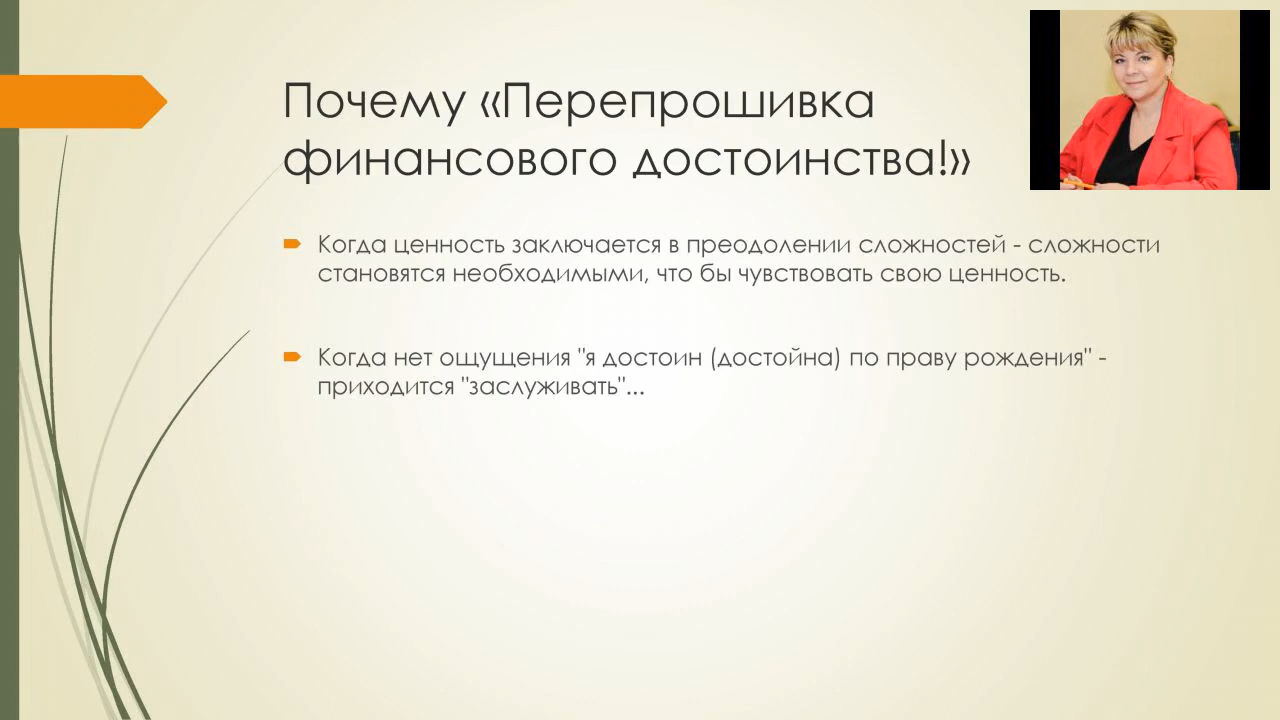 Почему «Перепрошивка
финансового достоинства!»
Когда ценность заключается в преодолении сложностей - сложности
становятся необходимыми, что бы чувствовать свою ценность.
Когда нет ощущения "я достоин (достойна) по праву рождения" -
приходится "заслуживать"...